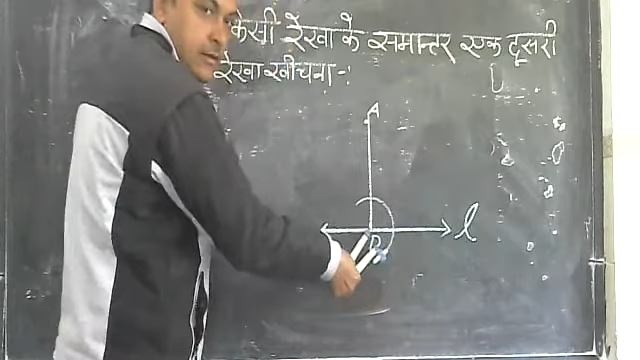 किसी रेखा के समान्तर एक दूसरी
रेखा खीचना -:
A
l